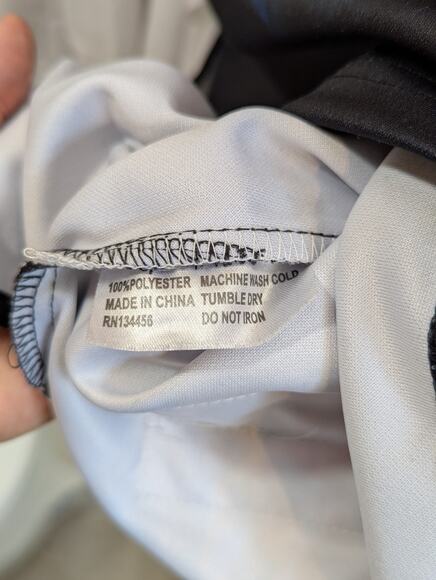 100%POLYESTER MACHINE WASH COLD
MADE IN CHINA TUMBLE DRY
RN134456 DO NOT IRON